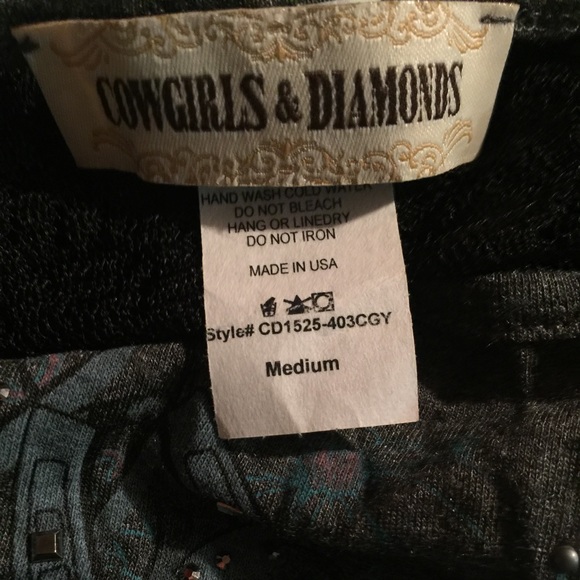 COWGIRLS & DIAMONDS
HAND WASH COLD WATER
DO NOT BLEACH
HANG OR LINEDRY
DO NOT IRON
MADE IN USA
Style# CD1525-403CGY
Medium